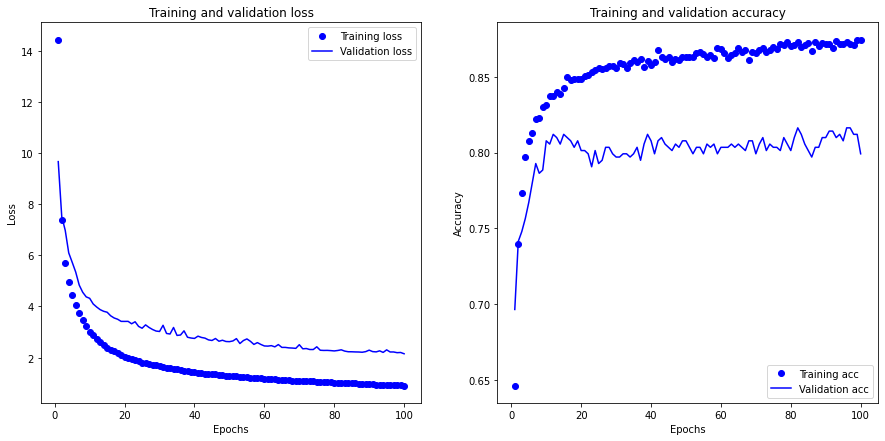 Training and validation loss
Training loss
Validation loss
14
12
10
8
6
4
2
Loss
0
20
40
60
80
100
Epochs
Training and validation accuracy
0.85
0.80
0.75
0.70
0.65
Accuracy
Training acc
Validation acc
0
20
40
60
80
100
Epochs